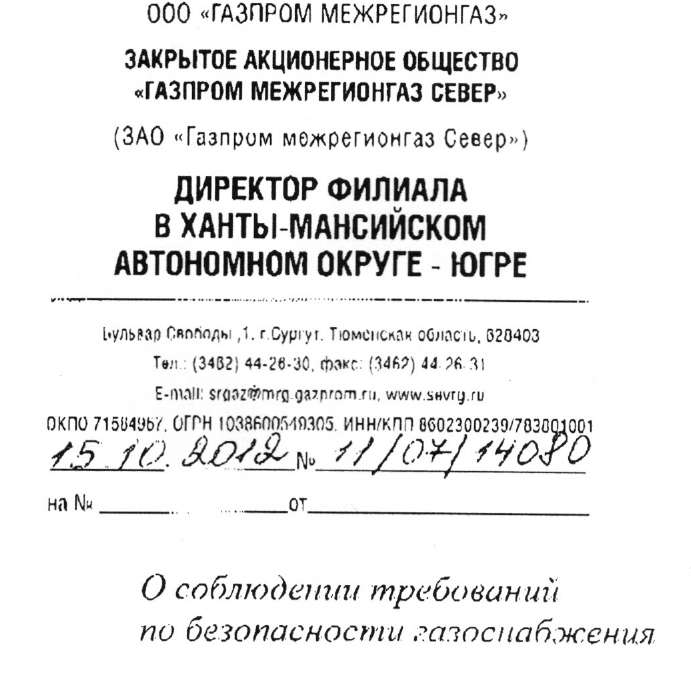 ООО «ГАЗПРОМ МЕЖРЕГИОНГАЗ»
ЗАКРЫТОЕ АКЦИОНЕРНОЕ ОБЩЕСТВО
«ГАЗПРОМ МЕЖРЕГИОНГАЗ СЕВЕР»
(ЗАО «Газпром межрегионгаз Север»)
ДИРЕКТОР ФИЛИАЛА
В ХАНТЫ-МАНСИЙСКОМ
АВТОНОМНОМ ОКРУГЕ - ЮГРЕ
Бульвар Свободы ,1. г.Сургут. Тюменская область, 628403
Тел.: (3462) 44-26-30, факс: (3462) 44-26-31
E-mail: srgaz@mrg.gazprom.ru, www.sevrg.ru
ОКПО 71584967, ОГРН 1038600549305, ИНН/КПП 8602300239/783801001
15.10.2012 № 11/07/14080
на № от
О соблюдении требований
по безопасности газоснабжения